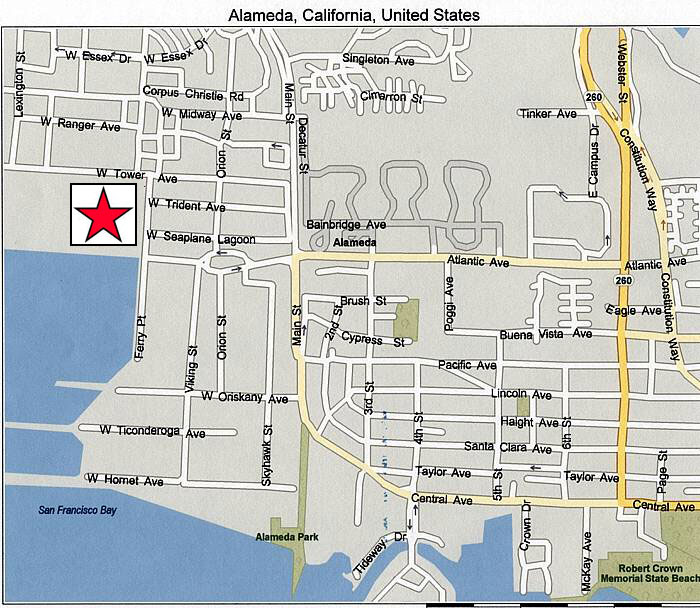 Alameda, California, United States
Lexington St
W Essex Dr
W Essex Dr
Singleton Ave
Webster St
Corpus Christie Rd
Main St
Cimarron St
260
W Midway Ave
Tinker Ave
W Ranger Ave
Orion St
Decatur St
E Campus Dr
Constitution Way
W Tower Ave
W Trident Ave
Bainbridge Ave
W Seaplane Lagoon
Alameda
Atlantic Ave
Atlantic Ave
260
Poggi Ave
Constitution Way
Brush St
Eagle Ave
Ferry Pt
Viking St
Orion St
Main St
2nd St
Cypress St
Buena Vista Ave
Pacific Ave
W Oriskany Ave
3rd St
Lincoln Ave
Haight Ave
W Ticonderoga Ave
Skyhawk St
4th St
6th St
Santa Clara Ave
W Hornet Ave
Taylor Ave
5th St
Taylor Ave
Page St
Central Ave
Central Ave
San Francisco Bay
Alameda Park
Tideway Dr
Crown Dr
McKay Ave
Robert Crown
Memorial State Beach